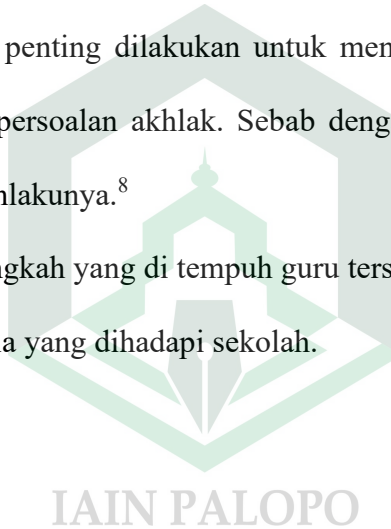 penting dilakukan untuk men
persoalan akhlak. Sebab deng
lakunya.⁸
gkah yang di tempuh guru ters
a yang dihadapi sekolah.
IAIN PALOPO